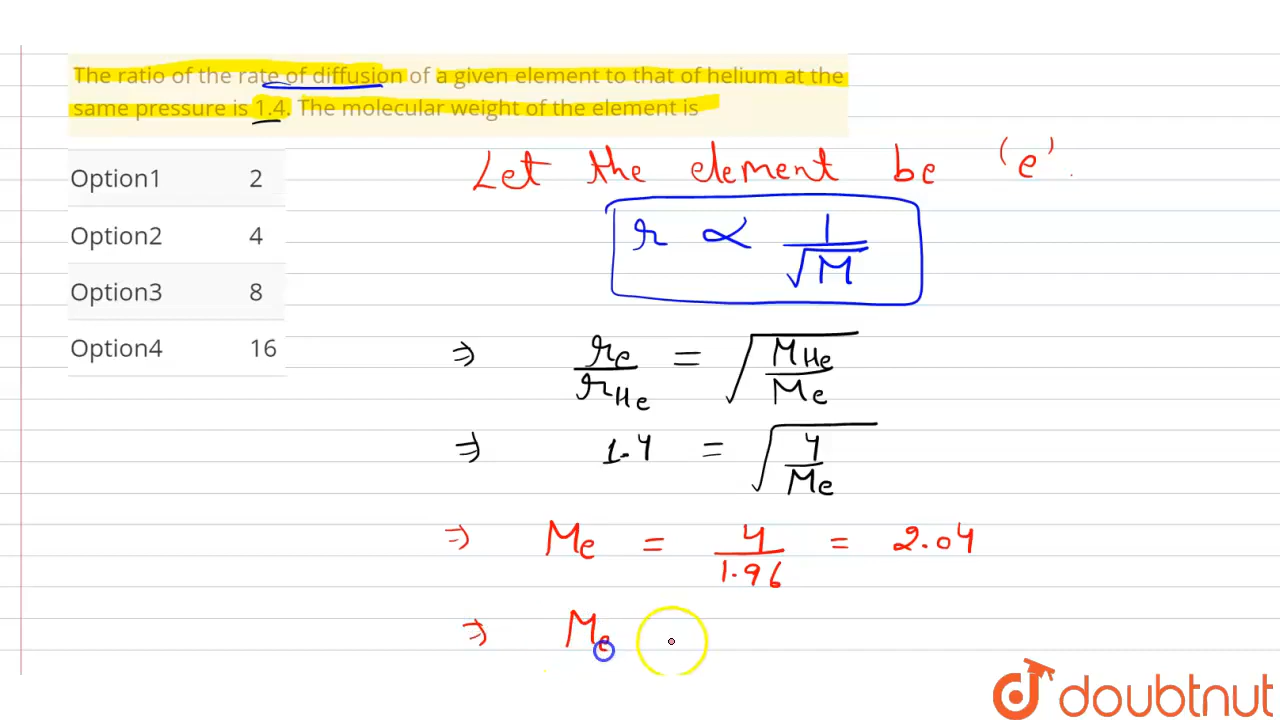 The ratio of the rate of diffusion of a given element to that of helium at the
same pressure is 1.4. The molecular weight of the element is
Let the element be 'e'.
Option1 2
r ∝ 1/√M
Option2 4
Option3 8
Option4 16
⇒ r_e/r_He = √(M_He/M_e)
⇒ 1.4 = √(4/M_e)
⇒ M_e = 4/1.96 = 2.04
⇒ M_e
doubtnut